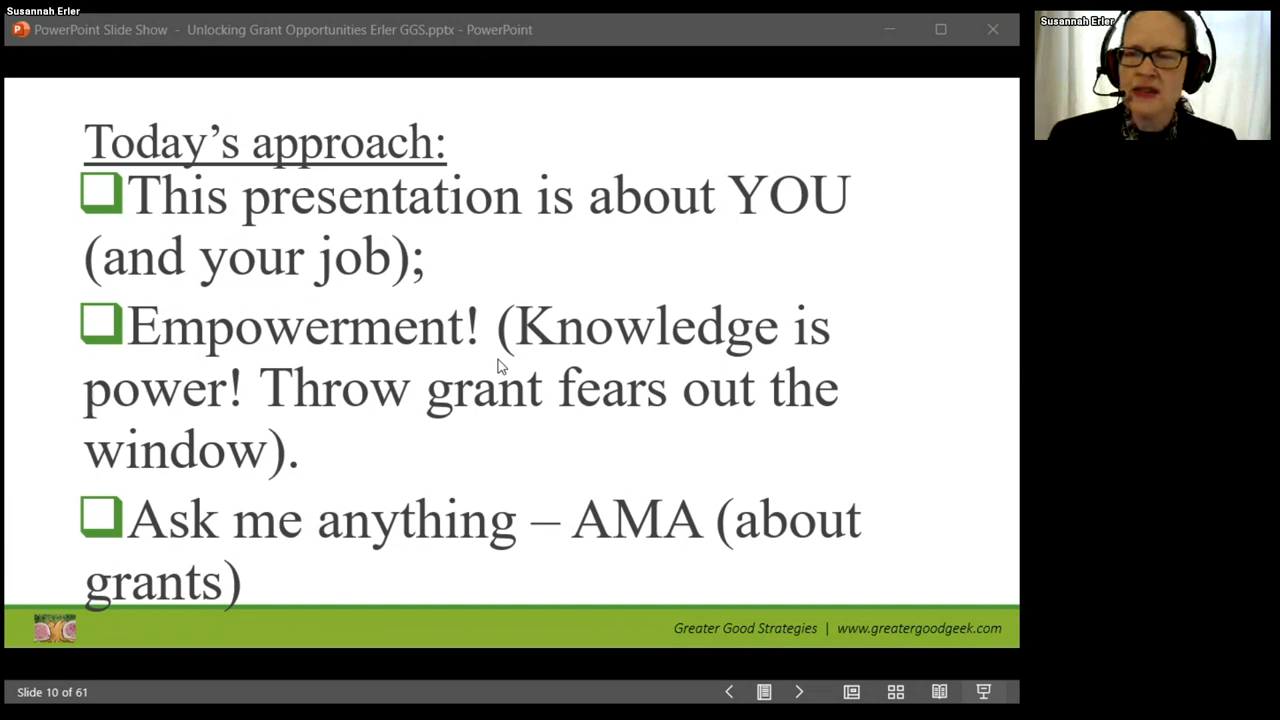 Susannah Erler
PowerPoint Slide Show - Unlocking Grant Opportunities Erler GGS.pptx - PowerPoint
Susannah Erler
Today's approach:
This presentation is about YOU
(and your job);
Empowerment! (Knowledge is
power! Throw grant fears out the
window).
Ask me anything – AMA (about
grants)
Greater Good Strategies | www.greatergoodgeek.com
Slide 10 of 61